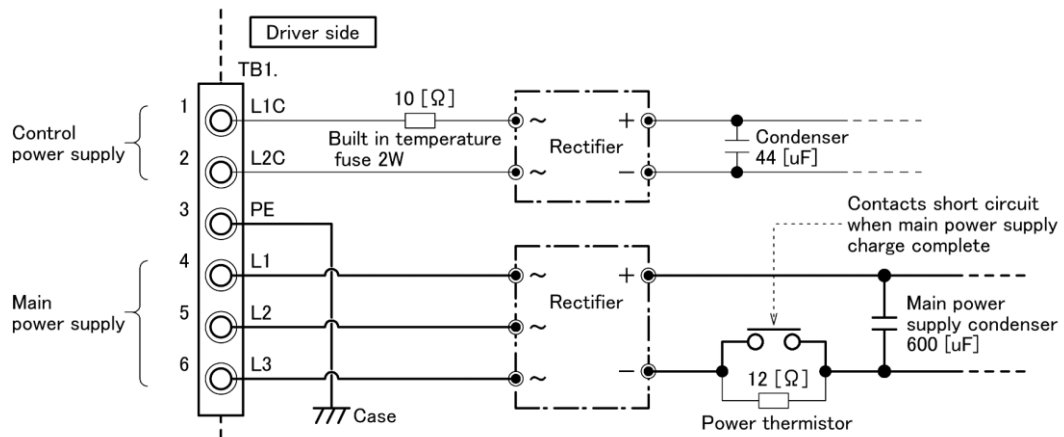 Driver side
TB1.
Control
power supply
1
L1C
10 [Ω]
Built in temperature
fuse 2W
2
L2C
~
~
Rectifier
+
−
Condenser
44 [uF]
3
PE
Case
Main
power supply
4
L1
5
L2
6
L3
~
~
~
Rectifier
+
−
Contacts short circuit
when main power supply
charge complete
12 [Ω]
Power thermistor
Main power
supply condenser
600 [uF]